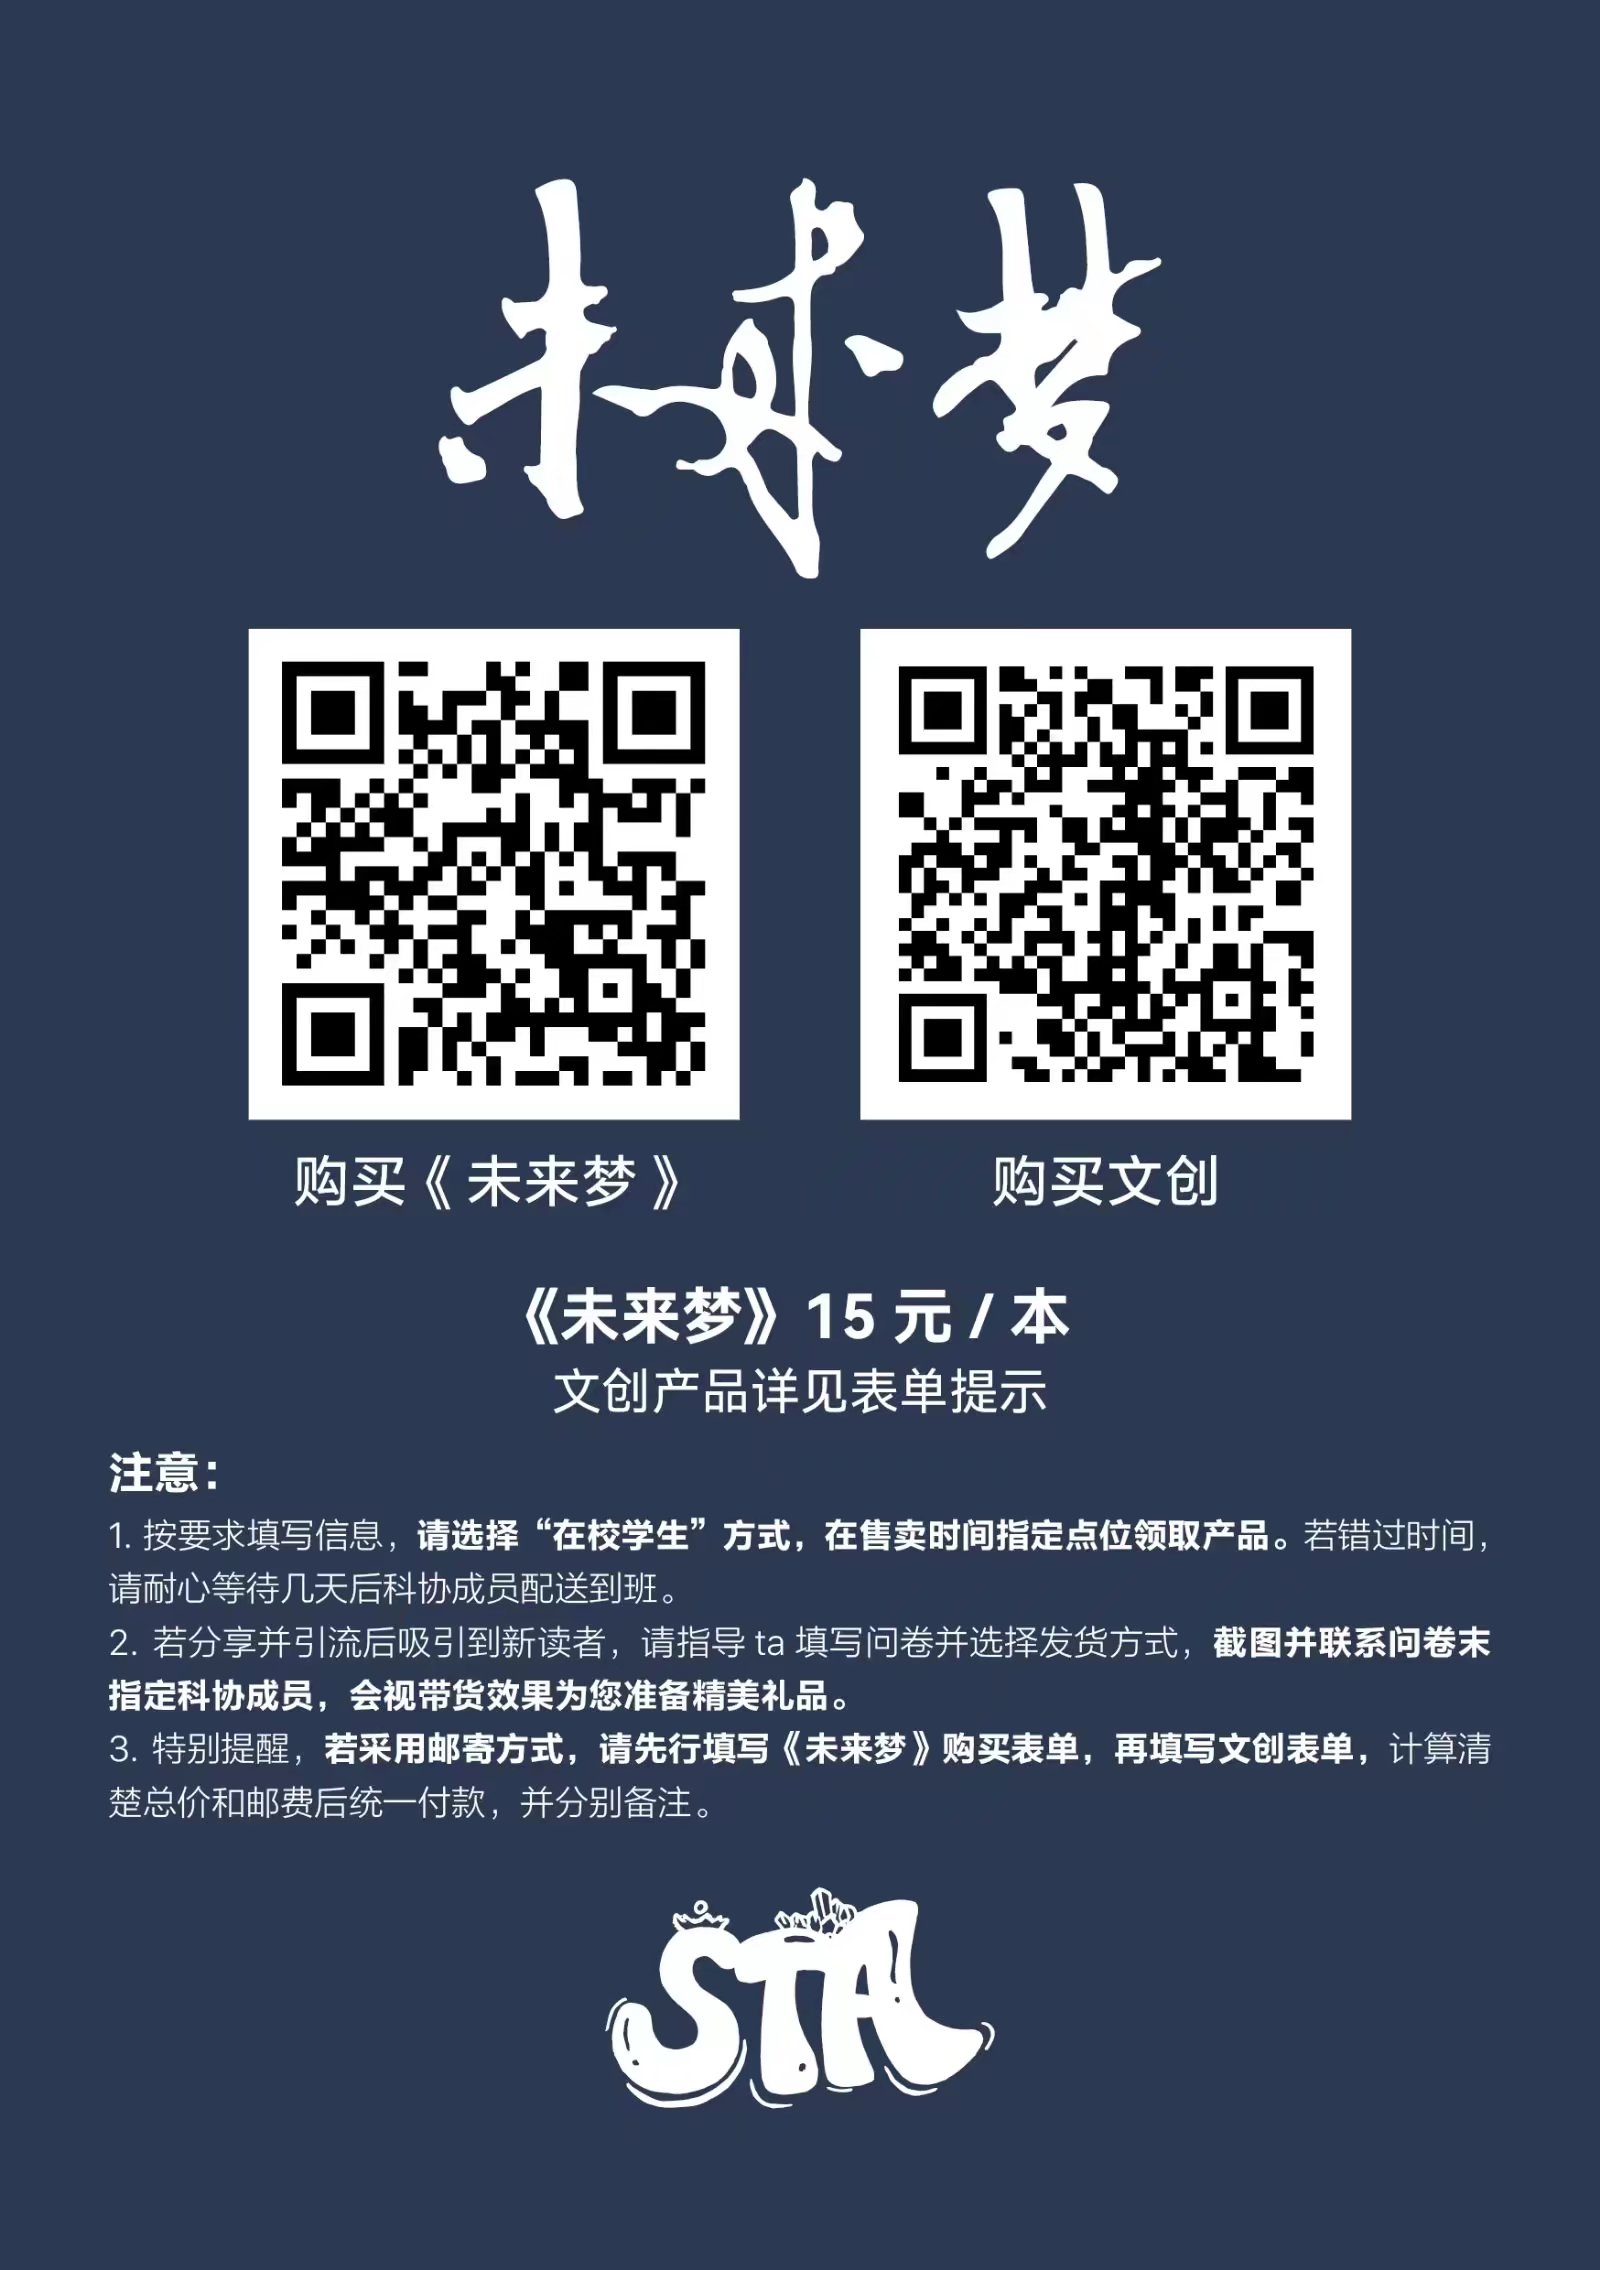 未来梦
购买《未来梦》
购买文创
《未来梦》15 元 / 本
文创产品详见表单提示
注意：
1. 按要求填写信息，请选择“在校学生”方式，在售卖时间指定点位领取产品。若错过时间，
请耐心等待几天后科协成员配送到班。
2. 若分享并引流后吸引到新读者，请指导 ta 填写问卷并选择发货方式，截图并联系问卷末
指定科协成员，会视带货效果为您准备精美礼品。
3. 特别提醒，若采用邮寄方式，请先行填写《未来梦》购买表单，再填写文创表单，计算清
楚总价和邮费后统一付款，并分别备注。
STA